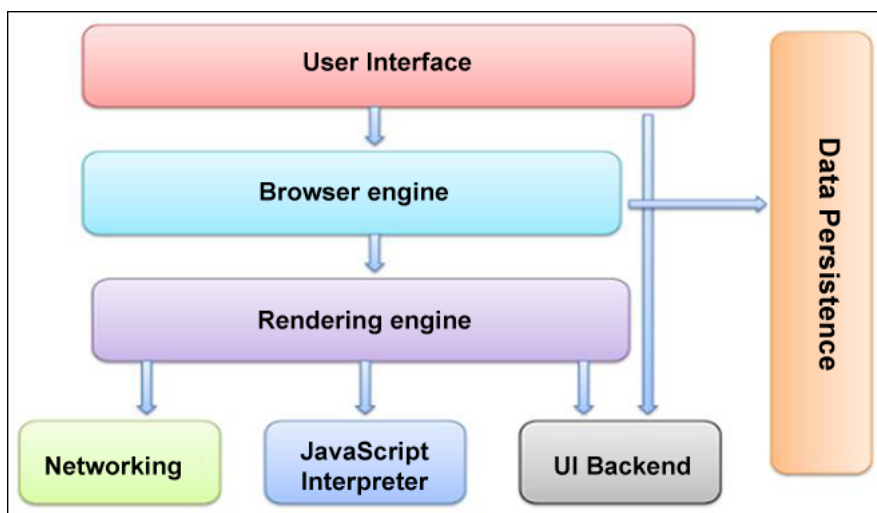 User Interface
Browser engine
Rendering engine
Networking
JavaScript
Interpreter
UI Backend
Data Persistence